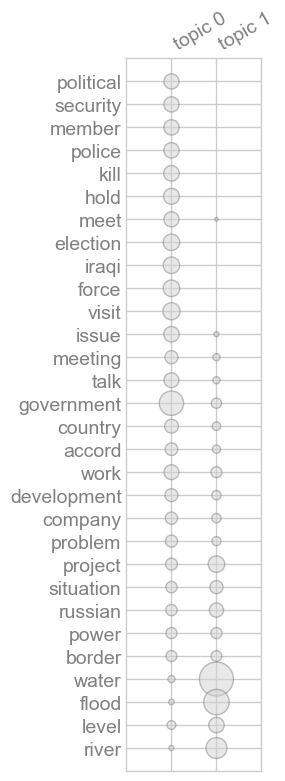 topic 0 topic 1
political
security
member
police
kill
hold
meet
election
iraqi
force
visit
issue
meeting
talk
government
country
accord
work
development
company
problem
project
situation
russian
power
border
water
flood
level
river